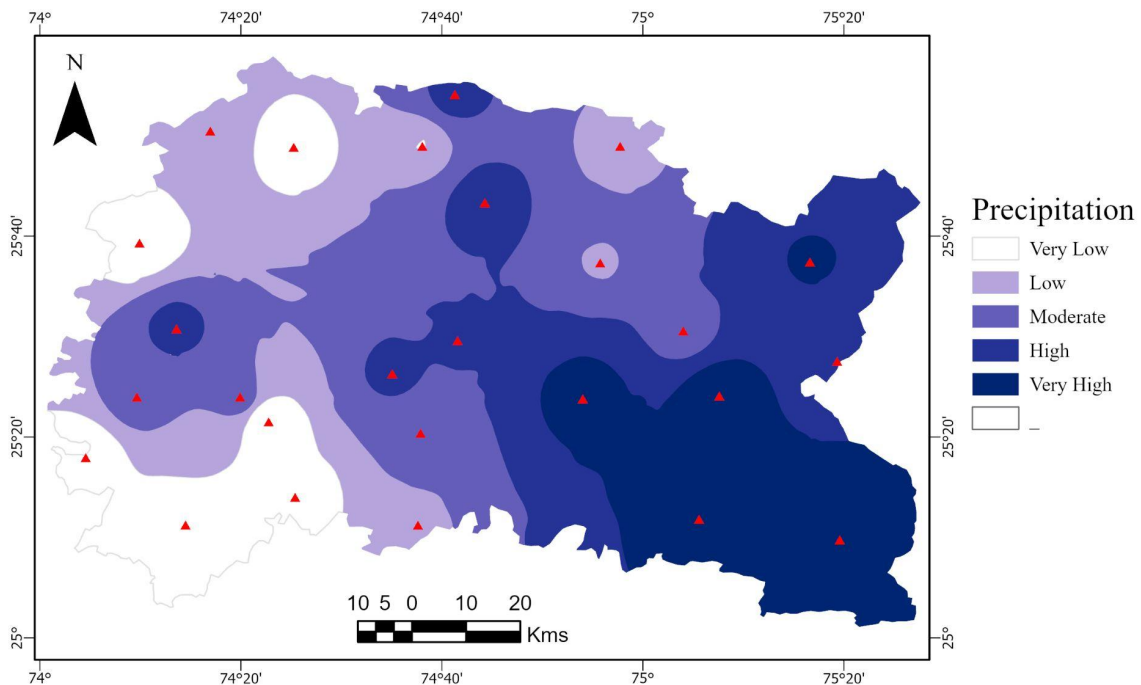 74° 74°20' 74°40' 75° 75°20'
N
25°40' 25°40'
25°20' 25°20'
25° 25°
Precipitation
Very Low
Low
Moderate
High
Very High
_
10 5 0 10 20
Kms
74° 74°20' 74°40' 75° 75°20'